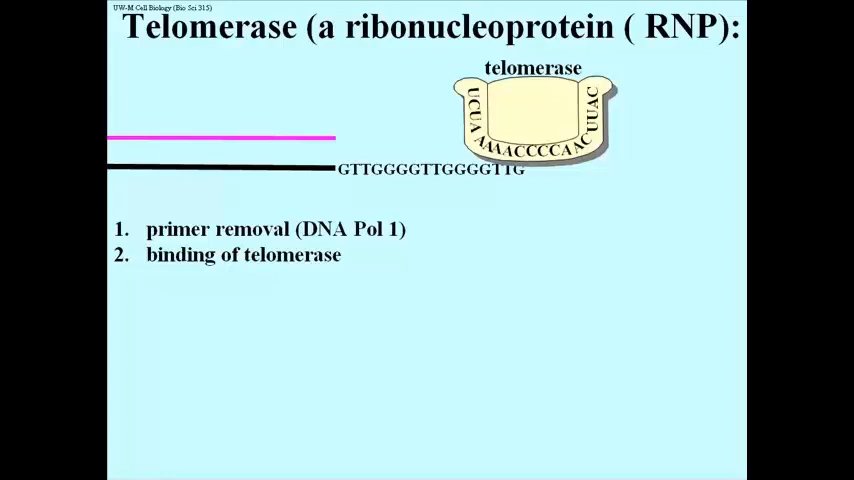 UW-M Cell Biology (Bio Sci 315)
Telomerase (a ribonucleoprotein ( RNP):
telomerase
UCUA AAAACCCCAAC UUAC
GTTGGGGTTGGGGTTG
1. primer removal (DNA Pol 1)
2. binding of telomerase